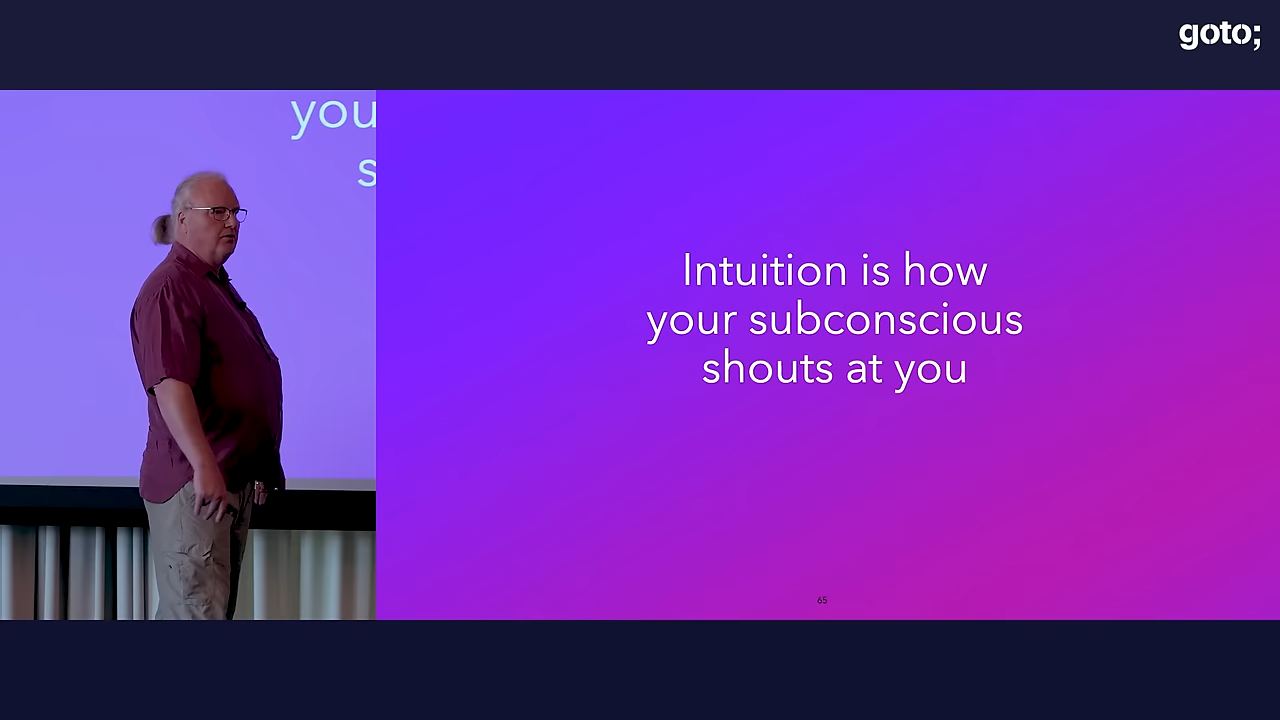 goto;
you
s
Intuition is how
your subconscious
shouts at you
65